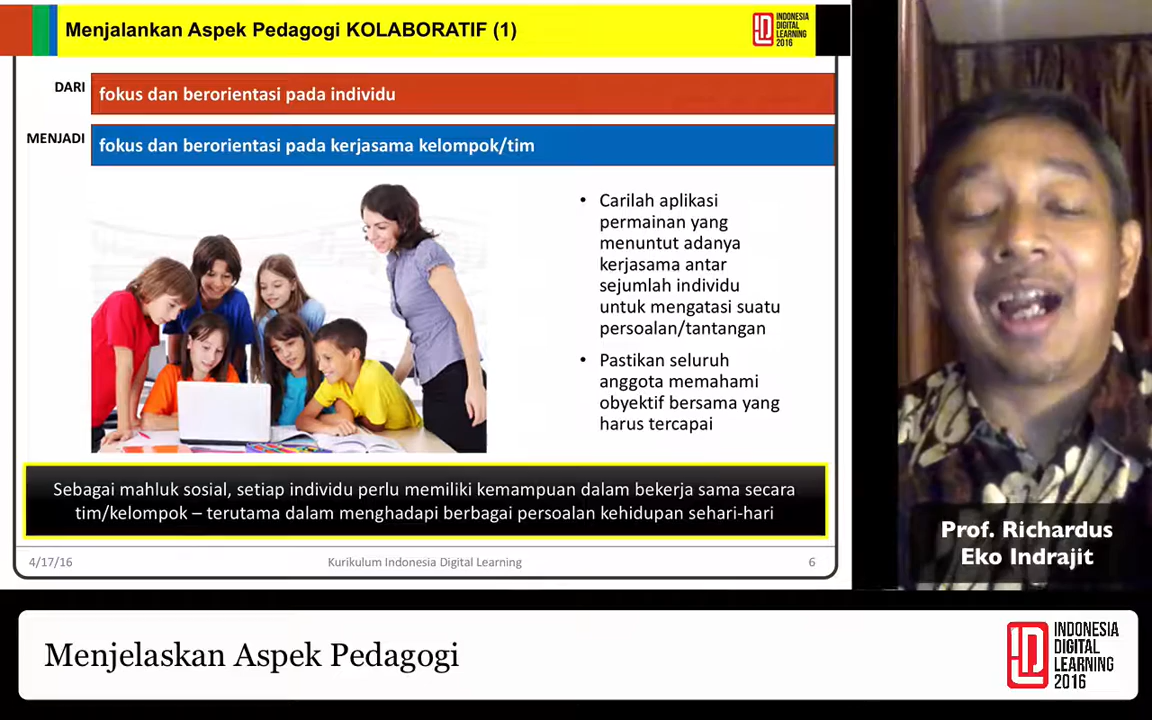 Menjalankan Aspek Pedagogi KOLABORATIF (1)
INDONESIA
DIGITAL
LEARNING
2016
DARI
fokus dan berorientasi pada individu
MENJADI
fokus dan berorientasi pada kerjasama kelompok/tim
• Carilah aplikasi
permainan yang
menuntut adanya
kerjasama antar
sejumlah individu
untuk mengatasi suatu
persoalan/tantangan
• Pastikan seluruh
anggota memahami
obyektif bersama yang
harus tercapai
Sebagai mahluk sosial, setiap individu perlu memiliki kemampuan dalam bekerja sama secara
tim/kelompok – terutama dalam menghadapi berbagai persoalan kehidupan sehari-hari
4/17/16
Kurikulum Indonesia Digital Learning
6
Prof. Richardus
Eko Indrajit
Menjelaskan Aspek Pedagogi
INDONESIA
DIGITAL
LEARNING
2016